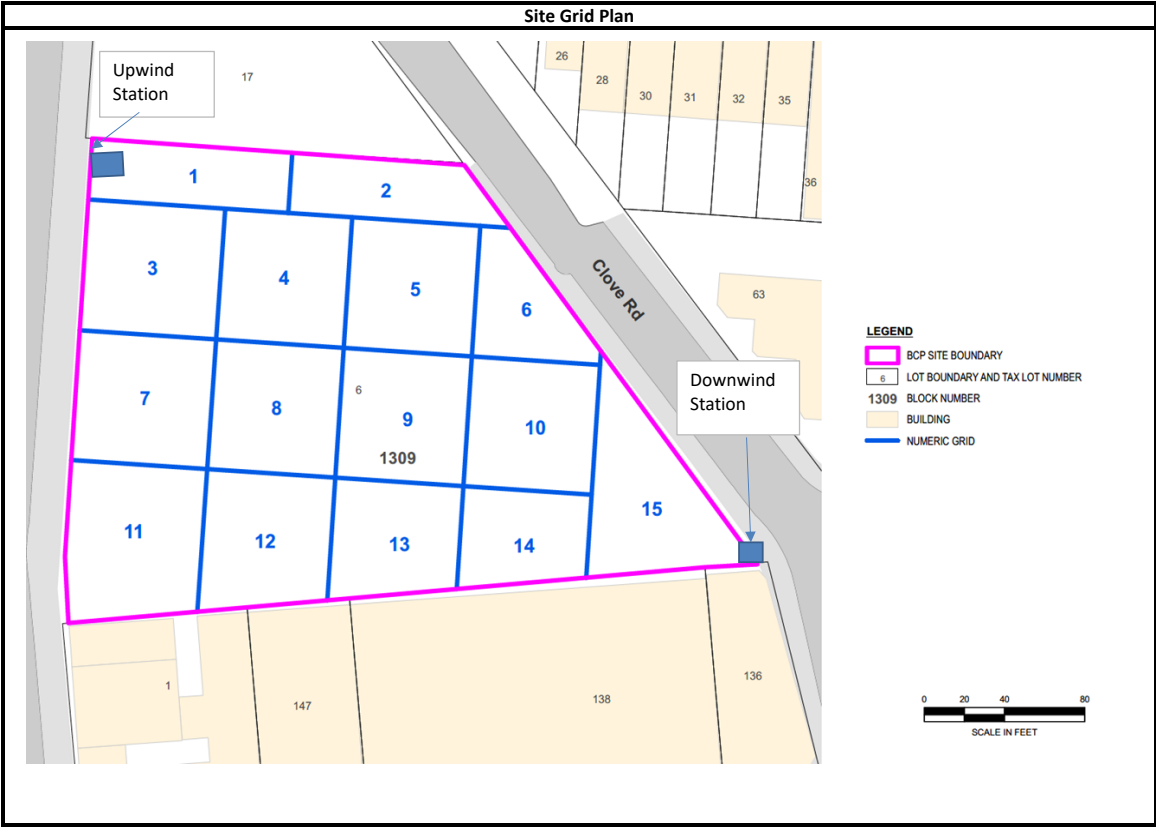 Site Grid Plan
Upwind
Station
17
26
28
30
31
32
35
36
1
2
3
4
5
6
Clove Rd
63
7
8
6
9
1309
10
Downwind
Station
11
12
13
14
15
1
147
138
136
LEGEND
BCP SITE BOUNDARY
6 LOT BOUNDARY AND TAX LOT NUMBER
1309 BLOCK NUMBER
BUILDING
NUMERIC GRID
0 20 40 80
SCALE IN FEET